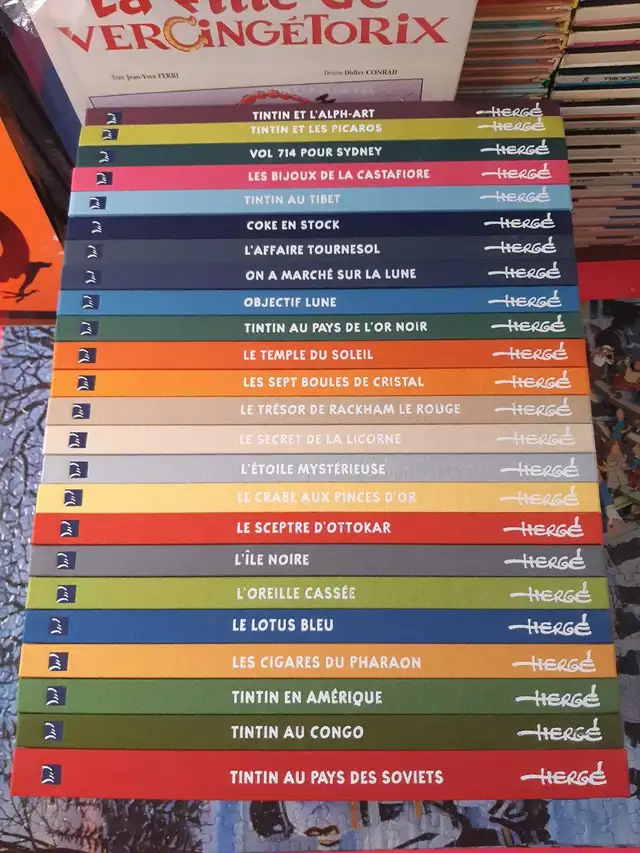 La Ville de
VERCINGÉTORIX
Texte Jean-Yves FERRI
Dessins Didier CONRAD
TINTIN ET L'ALPH-ART HERGÉ
TINTIN ET LES PICAROS HERGÉ
VOL 714 POUR SYDNEY HERGÉ
LES BIJOUX DE LA CASTAFIORE HERGÉ
TINTIN AU TIBET HERGÉ
COKE EN STOCK HERGÉ
L'AFFAIRE TOURNESOL HERGÉ
ON A MARCHÉ SUR LA LUNE HERGÉ
OBJECTIF LUNE HERGÉ
TINTIN AU PAYS DE L'OR NOIR HERGÉ
LE TEMPLE DU SOLEIL HERGÉ
LES SEPT BOULES DE CRISTAL HERGÉ
LE TRÉSOR DE RACKHAM LE ROUGE HERGÉ
LE SECRET DE LA LICORNE HERGÉ
L'ÉTOILE MYSTÉRIEUSE HERGÉ
LE CRABE AUX PINCES D'OR HERGÉ
LE SCEPTRE D'OTTOKAR HERGÉ
L'ÎLE NOIRE HERGÉ
L'OREILLE CASSÉE HERGÉ
LE LOTUS BLEU HERGÉ
LES CIGARES DU PHARAON HERGÉ
TINTIN EN AMÉRIQUE HERGÉ
TINTIN AU CONGO HERGÉ
TINTIN AU PAYS DES SOVIETS HERGÉ